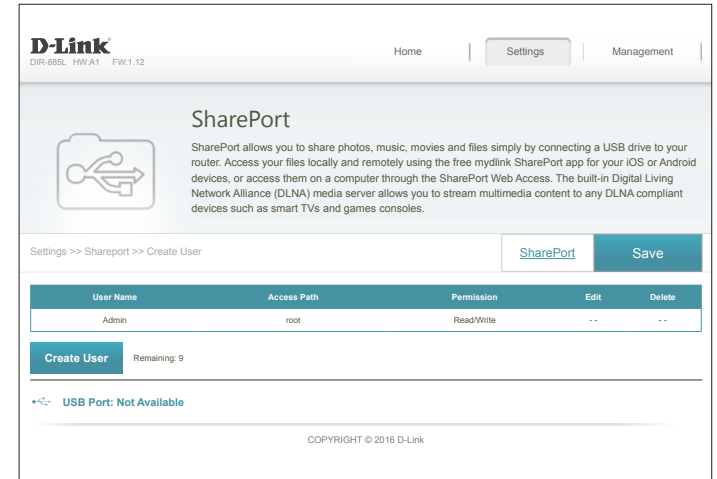 D-Link®
DIR-885L HW:A1 FW:1.12
Home
Settings
Management
SharePort
SharePort allows you to share photos, music, movies and files simply by connecting a USB drive to your
router. Access your files locally and remotely using the free mydlink SharePort app for your iOS or Android
devices, or access them on a computer through the SharePort Web Access. The built-in Digital Living
Network Alliance (DLNA) media server allows you to stream multimedia content to any DLNA compliant
devices such as smart TVs and games consoles.
Settings >> Shareport >> Create User
SharePort
Save
User Name Access Path Permission Edit Delete
Admin root Read/Write - - - -
Create User Remaining: 9
USB Port: Not Available
COPYRIGHT © 2016 D-Link